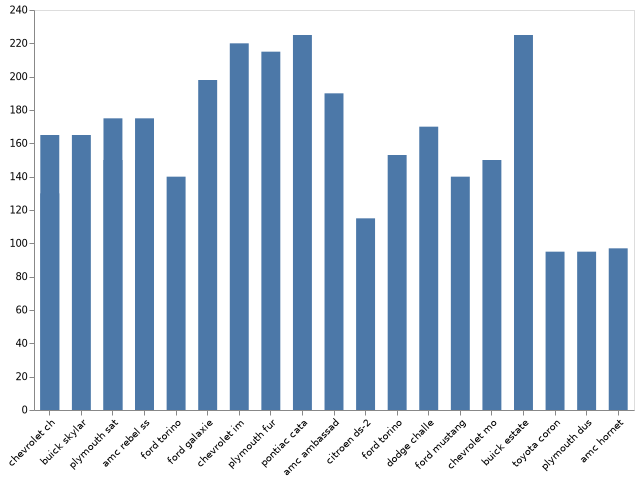 240
220
200
180
160
140
120
100
80
60
40
20
0
chevrolet ch
buick skylar
plymouth sat
amc rebel ss
ford torino
ford galaxie
chevrolet im
plymouth fur
pontiac cata
amc ambassad
citroen ds-2
ford torino
dodge challe
ford mustang
chevrolet mo
buick estate
toyota coron
plymouth dus
amc hornet